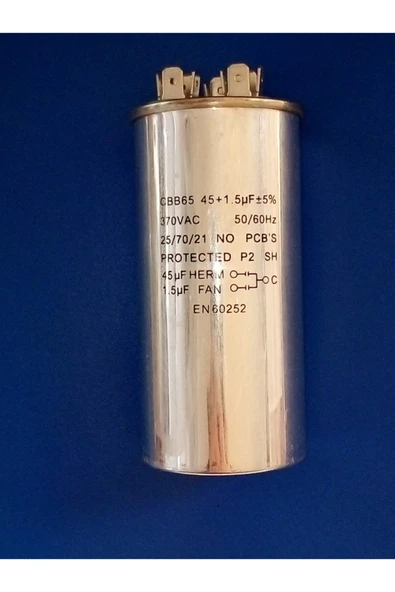 CBB65 45+1.5µF±5%
370VAC 50/60Hz
25/70/21 NO PCB'S
PROTECTED P2 SH
45µF HERM
1.5µF FAN C
EN60252